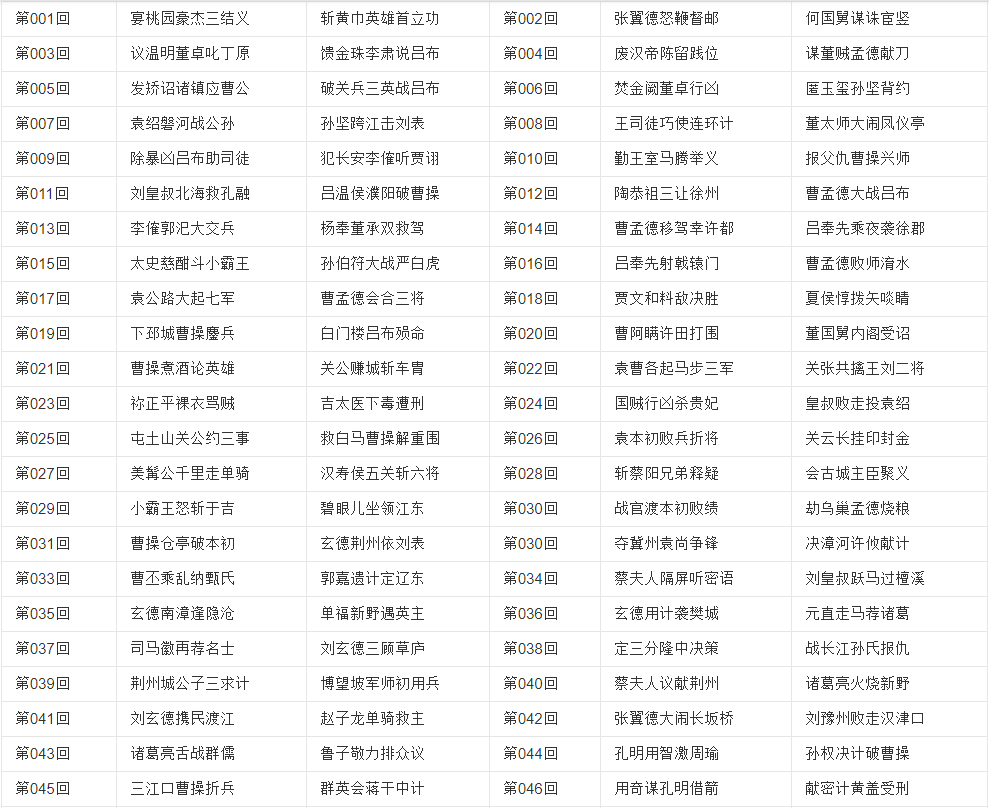 第001回 宴桃园豪杰三结义 斩黄巾英雄首立功 第002回 张翼德怒鞭督邮 何国舅谋诛宦竖
第003回 议温明董卓叱丁原 馈金珠李肃说吕布 第004回 废汉帝陈留践位 谋董贼孟德献刀
第005回 发矫诏诸镇应曹公 破关兵三英战吕布 第006回 焚金阙董卓行凶 匿玉玺孙坚背约
第007回 袁绍磐河战公孙 孙坚跨江击刘表 第008回 王司徒巧使连环计 董太师大闹凤仪亭
第009回 除暴凶吕布助司徒 犯长安李傕听贾诩 第010回 勤王室马腾举义 报父仇曹操兴师
第011回 刘皇叔北海救孔融 吕温侯濮阳破曹操 第012回 陶恭祖三让徐州 曹孟德大战吕布
第013回 李傕郭汜大交兵 杨奉董承双救驾 第014回 曹孟德移驾幸许都 吕奉先乘夜袭徐郡
第015回 太史慈酣斗小霸王 孙伯符大战严白虎 第016回 吕奉先射戟辕门 曹孟德败师淯水
第017回 袁公路大起七军 曹孟德会合三将 第018回 贾文和料敌决胜 夏侯惇拨矢啖睛
第019回 下邳城曹操鏖兵 白门楼吕布殒命 第020回 曹阿瞒许田打围 董国舅内阁受诏
第021回 曹操煮酒论英雄 关公赚城斩车胄 第022回 袁曹各起马步三军 关张共擒王刘二将
第023回 祢正平裸衣骂贼 吉太医下毒遭刑 第024回 国贼行凶杀贵妃 皇叔败走投袁绍
第025回 屯土山关公约三事 救白马曹操解重围 第026回 袁本初败兵折将 关云长挂印封金
第027回 美髯公千里走单骑 汉寿侯五关斩六将 第028回 斩蔡阳兄弟释疑 会古城主臣聚义
第029回 小霸王怒斩于吉 碧眼儿坐领江东 第030回 战官渡本初败绩 劫乌巢孟德烧粮
第031回 曹操仓亭破本初 玄德荆州依刘表 第030回 夺冀州袁尚争锋 决漳河许攸献计
第033回 曹丕乘乱纳甄氏 郭嘉遗计定辽东 第034回 蔡夫人隔屏听密语 刘皇叔跃马过檀溪
第035回 玄德南漳逢隐沧 单福新野遇英主 第036回 玄德用计袭樊城 元直走马荐诸葛
第037回 司马徽再荐名士 刘玄德三顾草庐 第038回 定三分隆中决策 战长江孙氏报仇
第039回 荆州城公子三求计 博望坡军师初用兵 第040回 蔡夫人议献荆州 诸葛亮火烧新野
第041回 刘玄德携民渡江 赵子龙单骑救主 第042回 张翼德大闹长坂桥 刘豫州败走汉津口
第043回 诸葛亮舌战群儒 鲁子敬力排众议 第044回 孔明用智激周瑜 孙权决计破曹操
第045回 三江口曹操折兵 群英会蒋干中计 第046回 用奇谋孔明借箭 献密计黄盖受刑